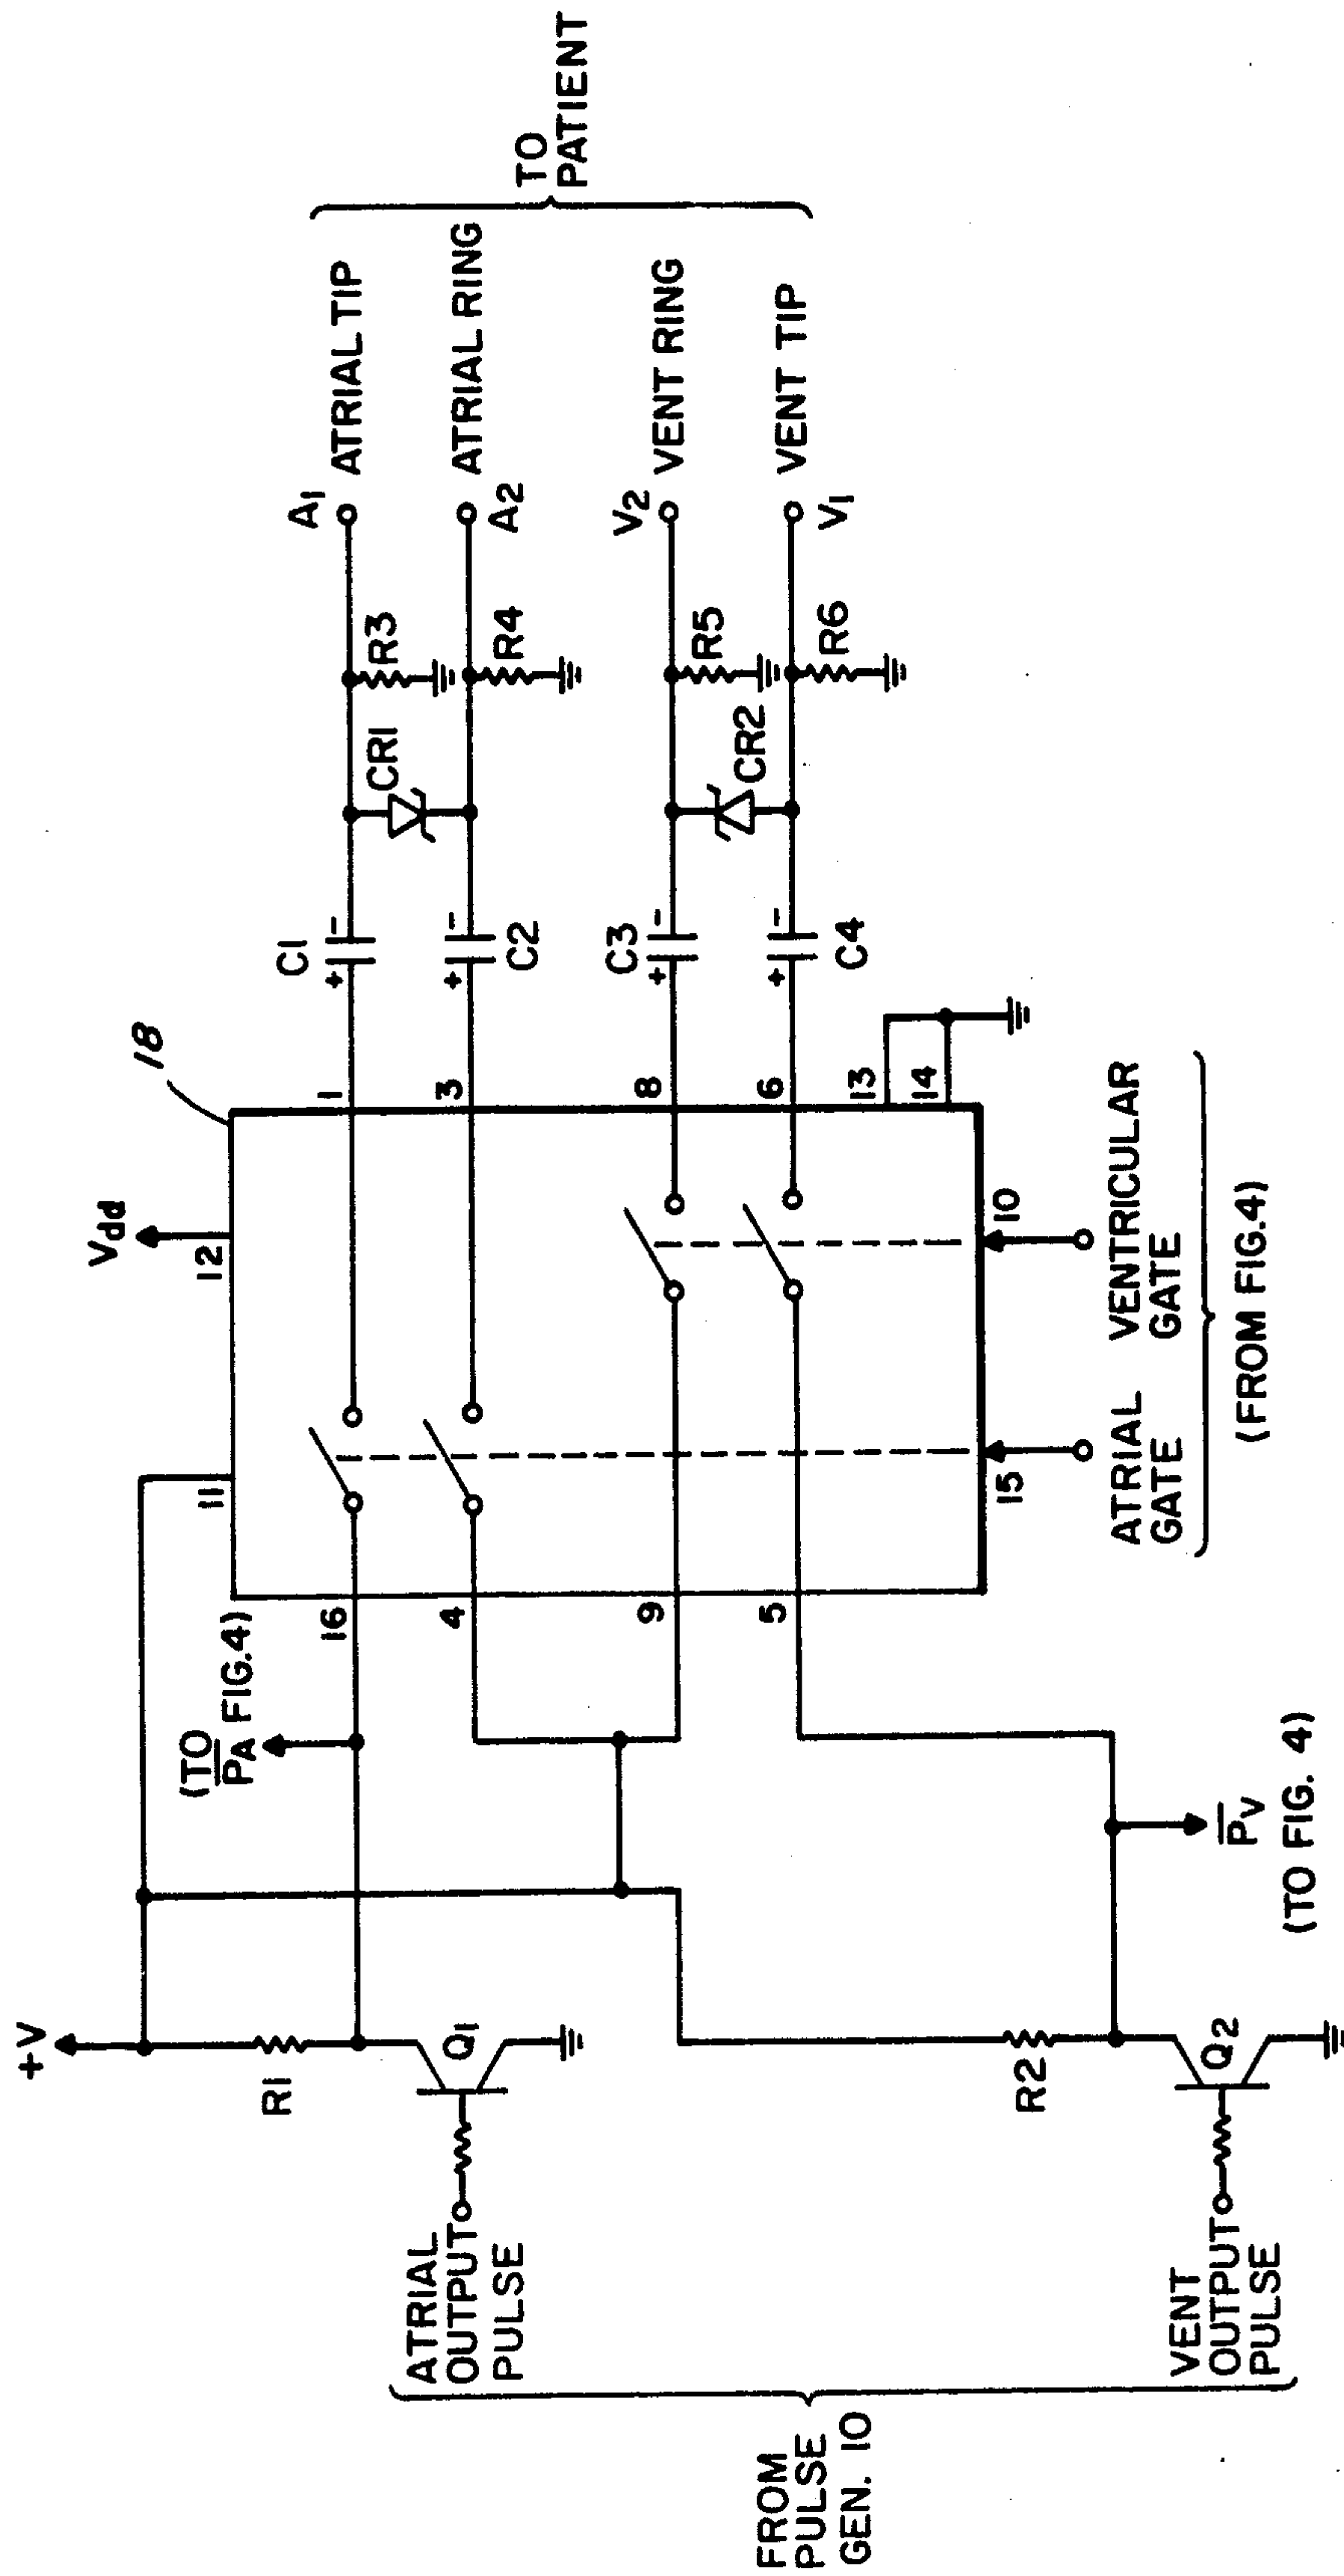 +V
R1
Q1
ATRIAL
OUTPUT
PULSE
FROM
PULSE
GEN. 10
VENT
OUTPUT
PULSE
R2
Q2
(TO
P̅A FIG.4)
P̅V
(TO FIG. 4)
16
4
9
5
11
12
Vdd
18
1
3
8
6
13
14
15
10
ATRIAL
GATE
VENTRICULAR
GATE
(FROM FIG.4)
C1
+ -
+ -
C2
C3
+ -
+ -
C4
CR1
CR2
R3
R4
R5
R6
A1
ATRIAL TIP
A2
ATRIAL RING
V2
VENT RING
V1
VENT TIP
TO
PATIENT